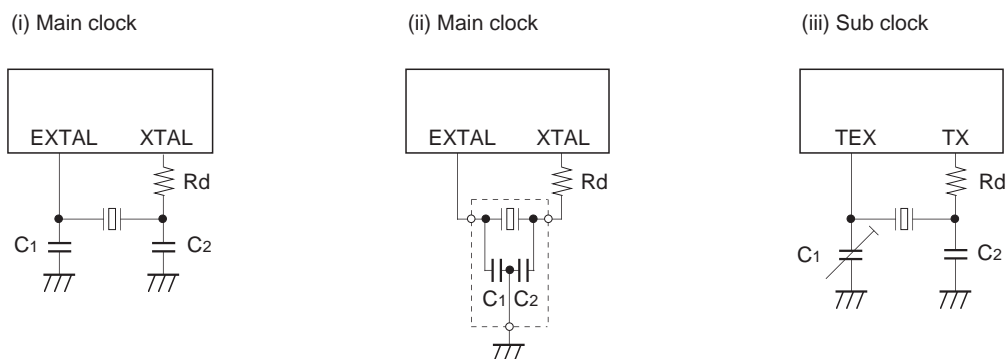 (i) Main clock
EXTAL XTAL
Rd
C1 C2
(ii) Main clock
EXTAL XTAL
Rd
C1 C2
(iii) Sub clock
TEX TX
Rd
C1 C2